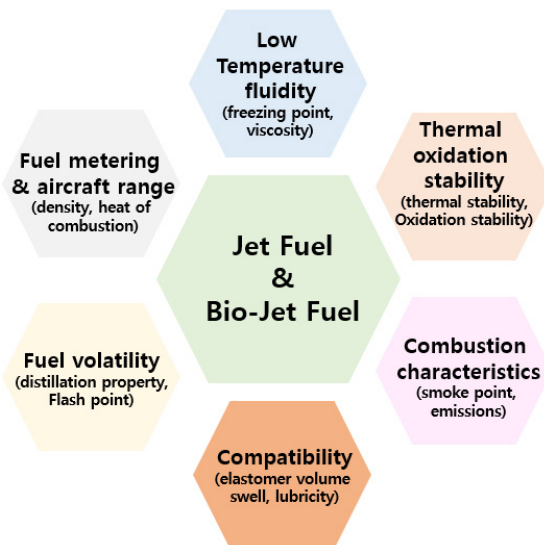 Low
Temperature
fluidity
(freezing point,
viscosity)
Thermal
oxidation
stability
(thermal stability,
Oxidation stability)
Fuel metering
& aircraft range
(density, heat of
combustion)
Jet Fuel
&
Bio-Jet Fuel
Combustion
characteristics
(smoke point,
emissions)
Fuel volatility
(distillation property,
Flash point)
Compatibility
(elastomer volume
swell, lubricity)